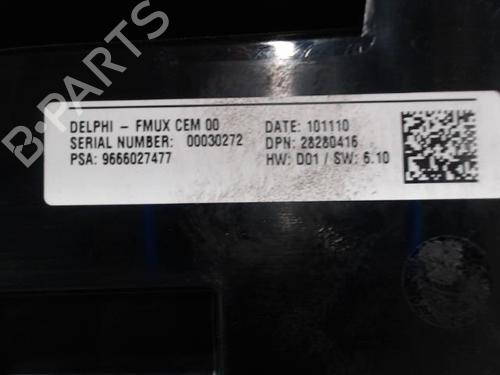 B-PARTS
DELPHI - FMUX CEM 00
SERIAL NUMBER: 00030272
PSA: 9666027477
DATE: 101110
DPN: 28280416
HW: D01 / SW: 6.10